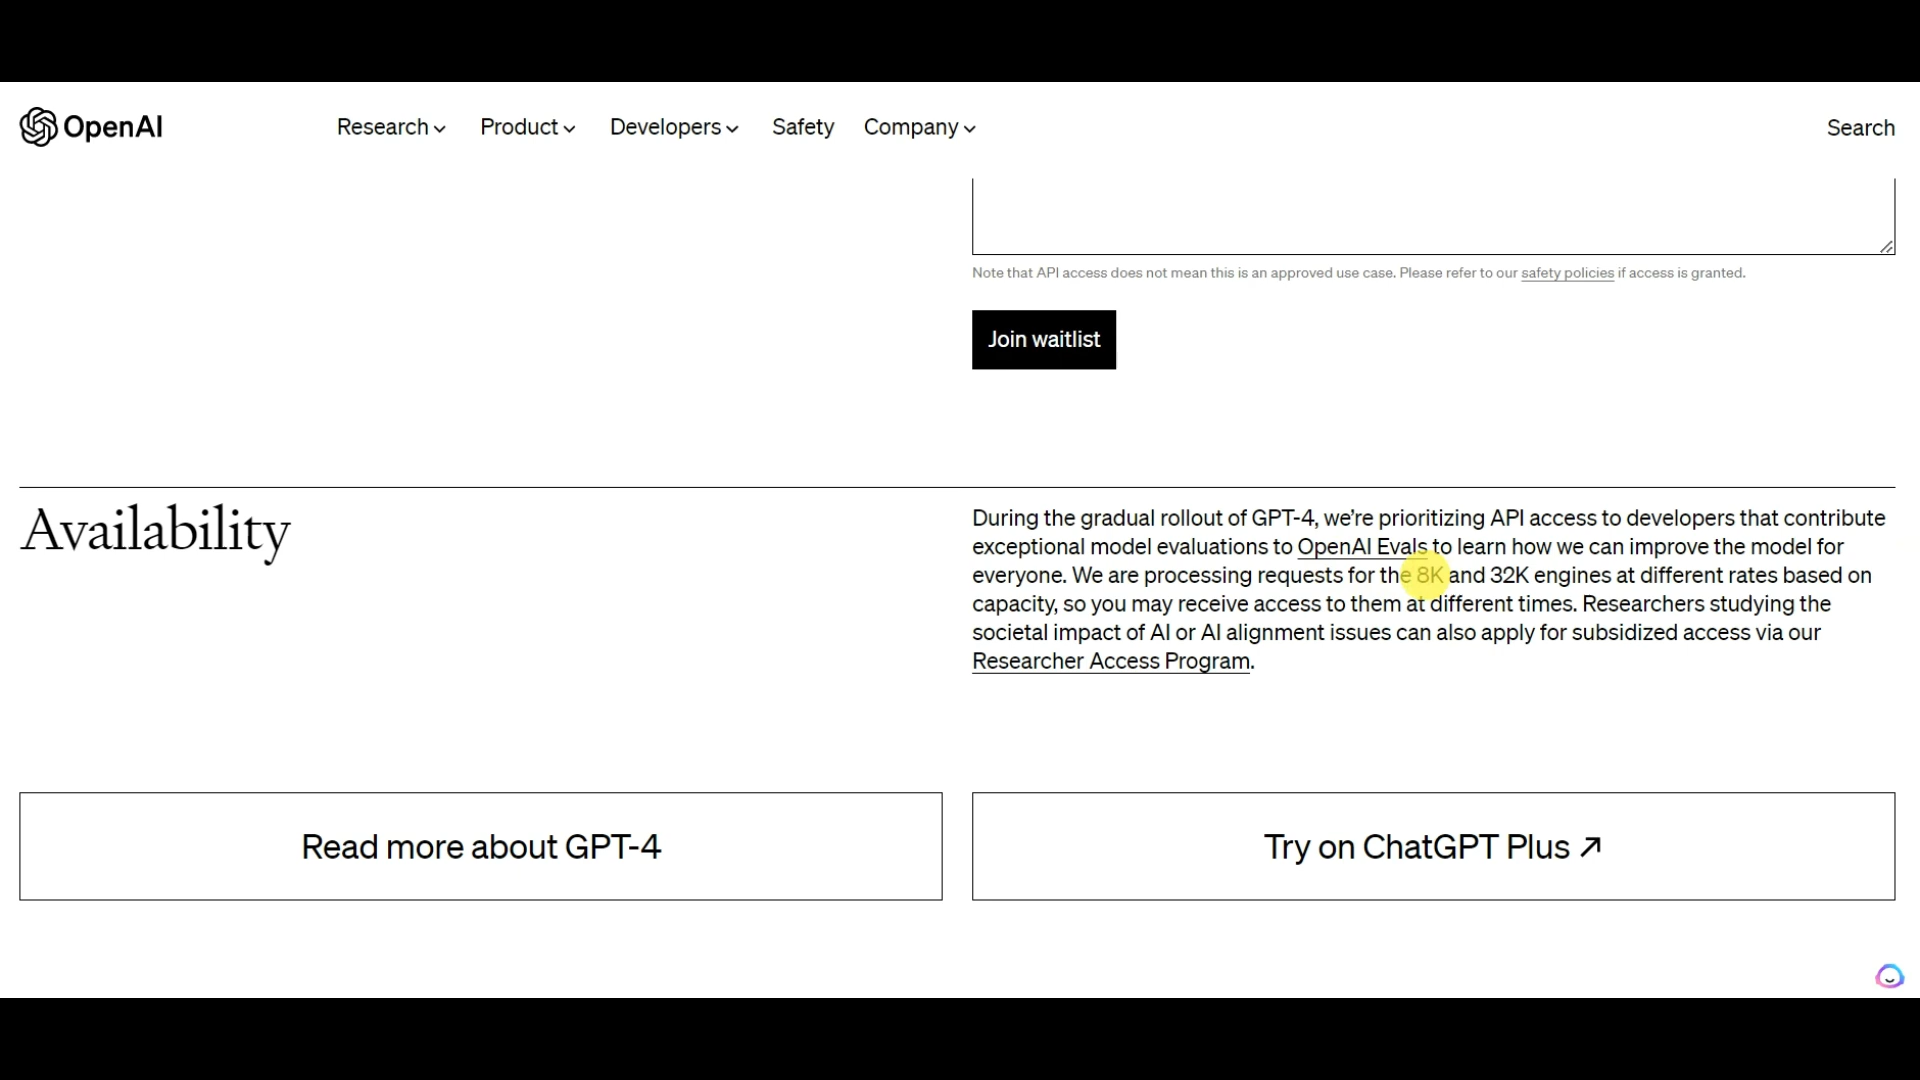 OpenAI
Research
Product
Developers
Safety
Company
Search
Note that API access does not mean this is an approved use case. Please refer to our safety policies if access is granted.
Join waitlist
Availability
During the gradual rollout of GPT-4, we’re prioritizing API access to developers that contribute
exceptional model evaluations to OpenAI Evals to learn how we can improve the model for
everyone. We are processing requests for the 8K and 32K engines at different rates based on
capacity, so you may receive access to them at different times. Researchers studying the
societal impact of AI or AI alignment issues can also apply for subsidized access via our
Researcher Access Program.
Read more about GPT-4
Try on ChatGPT Plus ↗